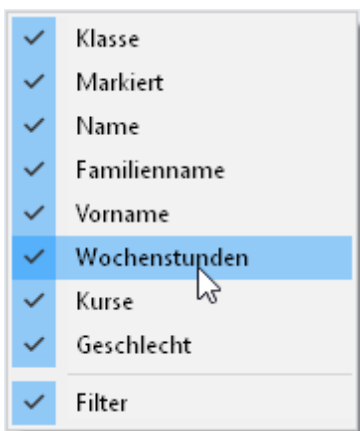 Klasse
Markiert
Name
Familienname
Vorname
Wochenstunden
Kurse
Geschlecht
Filter